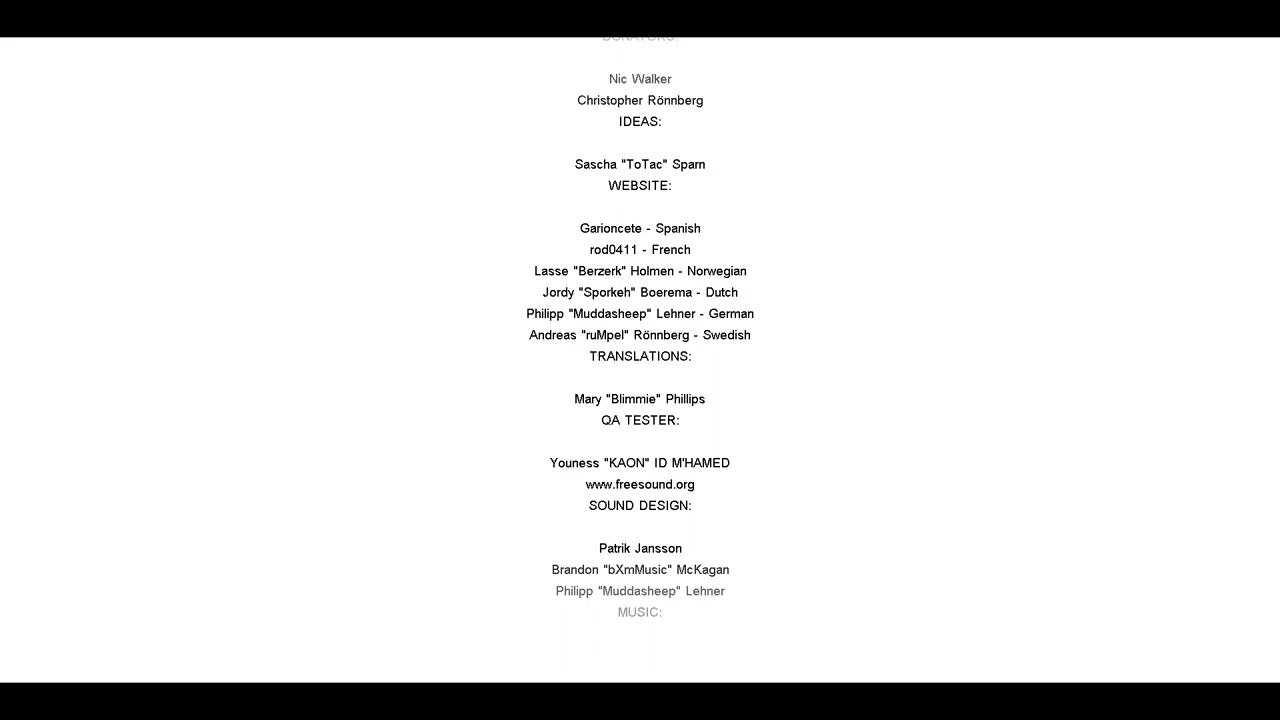 DONATORS:
Nic Walker
Christopher Rönnberg
IDEAS:
Sascha "ToTac" Sparn
WEBSITE:
Garioncete - Spanish
rod0411 - French
Lasse "Berzerk" Holmen - Norwegian
Jordy "Sporkeh" Boerema - Dutch
Philipp "Muddasheep" Lehner - German
Andreas "ruMpel" Rönnberg - Swedish
TRANSLATIONS:
Mary "Blimmie" Phillips
QA TESTER:
Youness "KAON" ID M'HAMED
www.freesound.org
SOUND DESIGN:
Patrik Jansson
Brandon "bXmMusic" McKagan
Philipp "Muddasheep" Lehner
MUSIC: